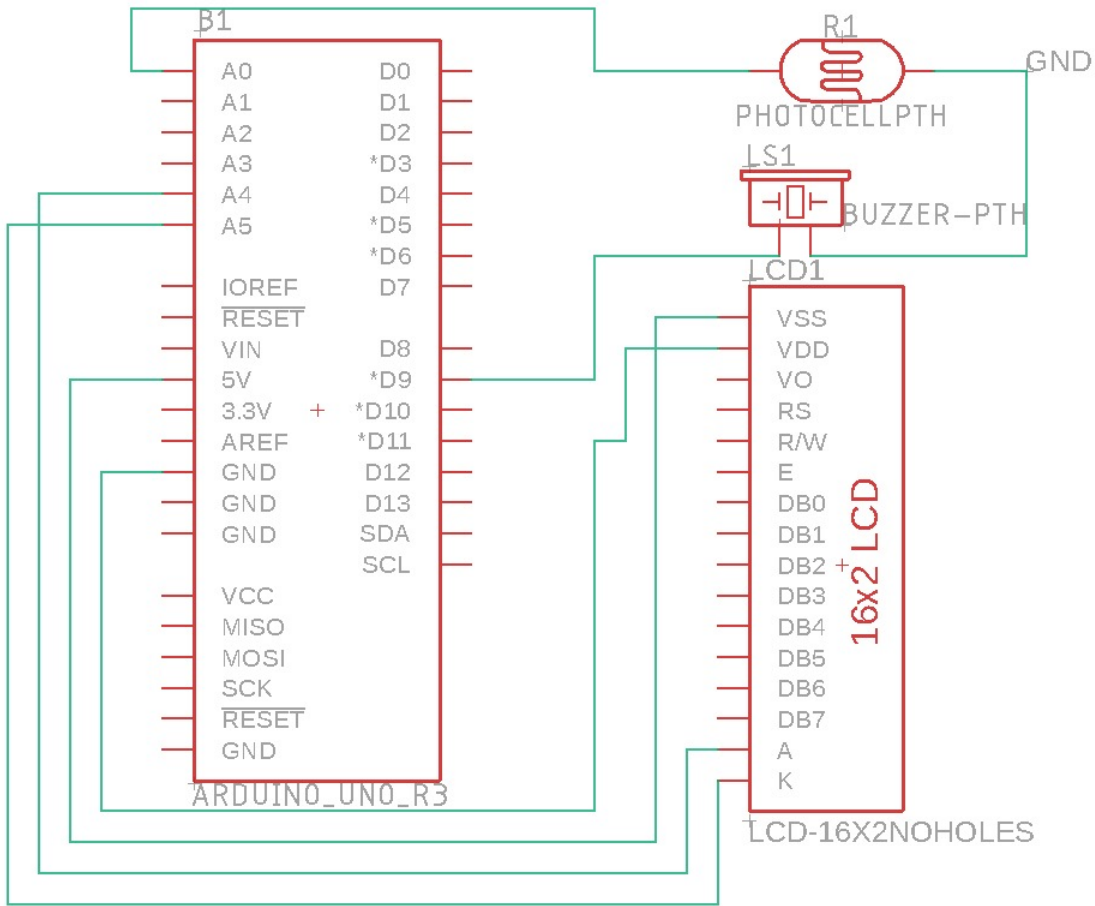 B1
A0
A1
A2
A3
A4
A5
IOREF
RESET
VIN
5V
3.3V
AREF
GND
GND
GND
VCC
MISO
MOSI
SCK
RESET
GND
D0
D1
D2
*D3
D4
*D5
*D6
D7
D8
*D9
*D10
*D11
D12
D13
SDA
SCL
ARDUINO_UNO_R3
R1
GND
PHOTOCELLPTH
LS1
BUZZER-PTH
LCD1
VSS
VDD
VO
RS
R/W
E
DB0
DB1
DB2
DB3
DB4
DB5
DB6
DB7
A
K
16x2 LCD
LCD-16X2NOHOLES